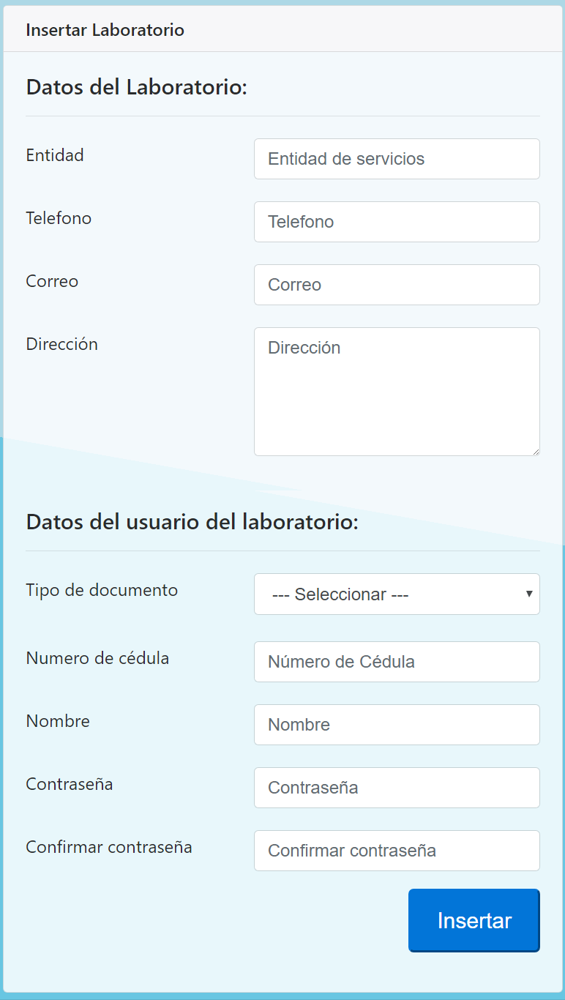 Insertar Laboratorio
Datos del Laboratorio:
Entidad
Entidad de servicios
Telefono
Telefono
Correo
Correo
Dirección
Dirección
Datos del usuario del laboratorio:
Tipo de documento
--- Seleccionar ---
Numero de cédula
Número de Cédula
Nombre
Nombre
Contraseña
Contraseña
Confirmar contraseña
Confirmar contraseña
Insertar